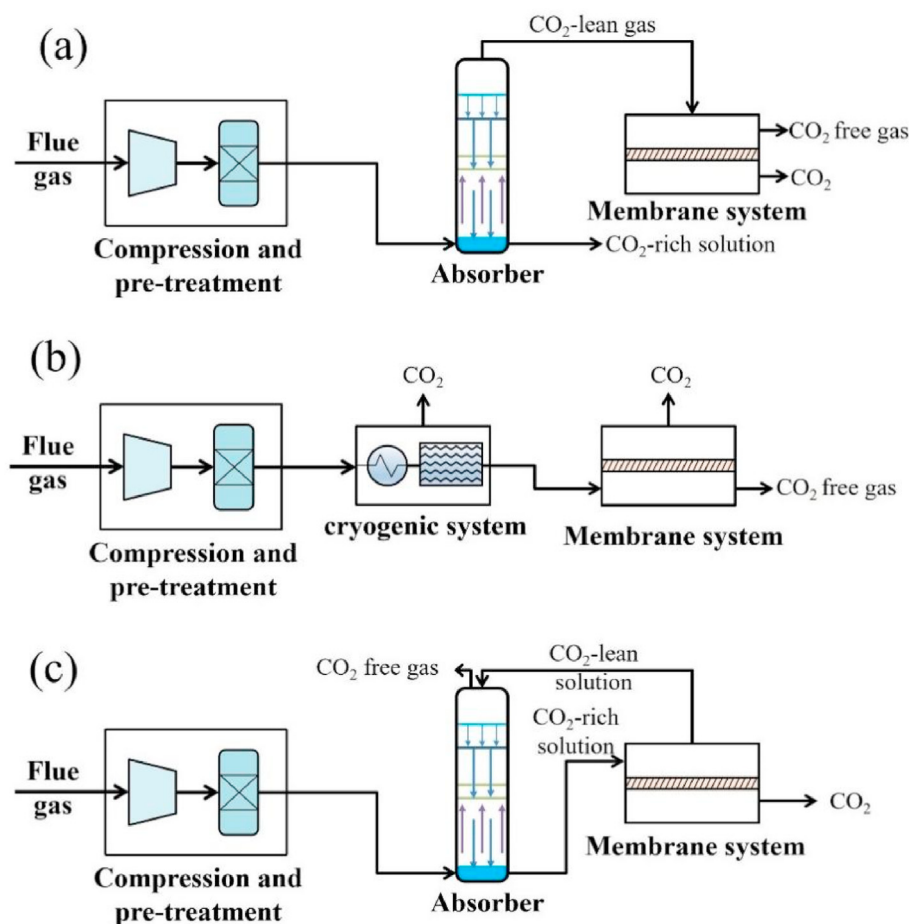 (a)
CO₂-lean gas
Flue
gas
CO₂ free gas
CO₂
Membrane system
CO₂-rich solution
Compression and
pre-treatment
Absorber
(b)
CO₂
CO₂
Flue
gas
CO₂ free gas
cryogenic system
Membrane system
Compression and
pre-treatment
(c)
CO₂ free gas
CO₂-lean
solution
CO₂-rich
solution
Flue
gas
CO₂
Membrane system
Compression and
pre-treatment
Absorber